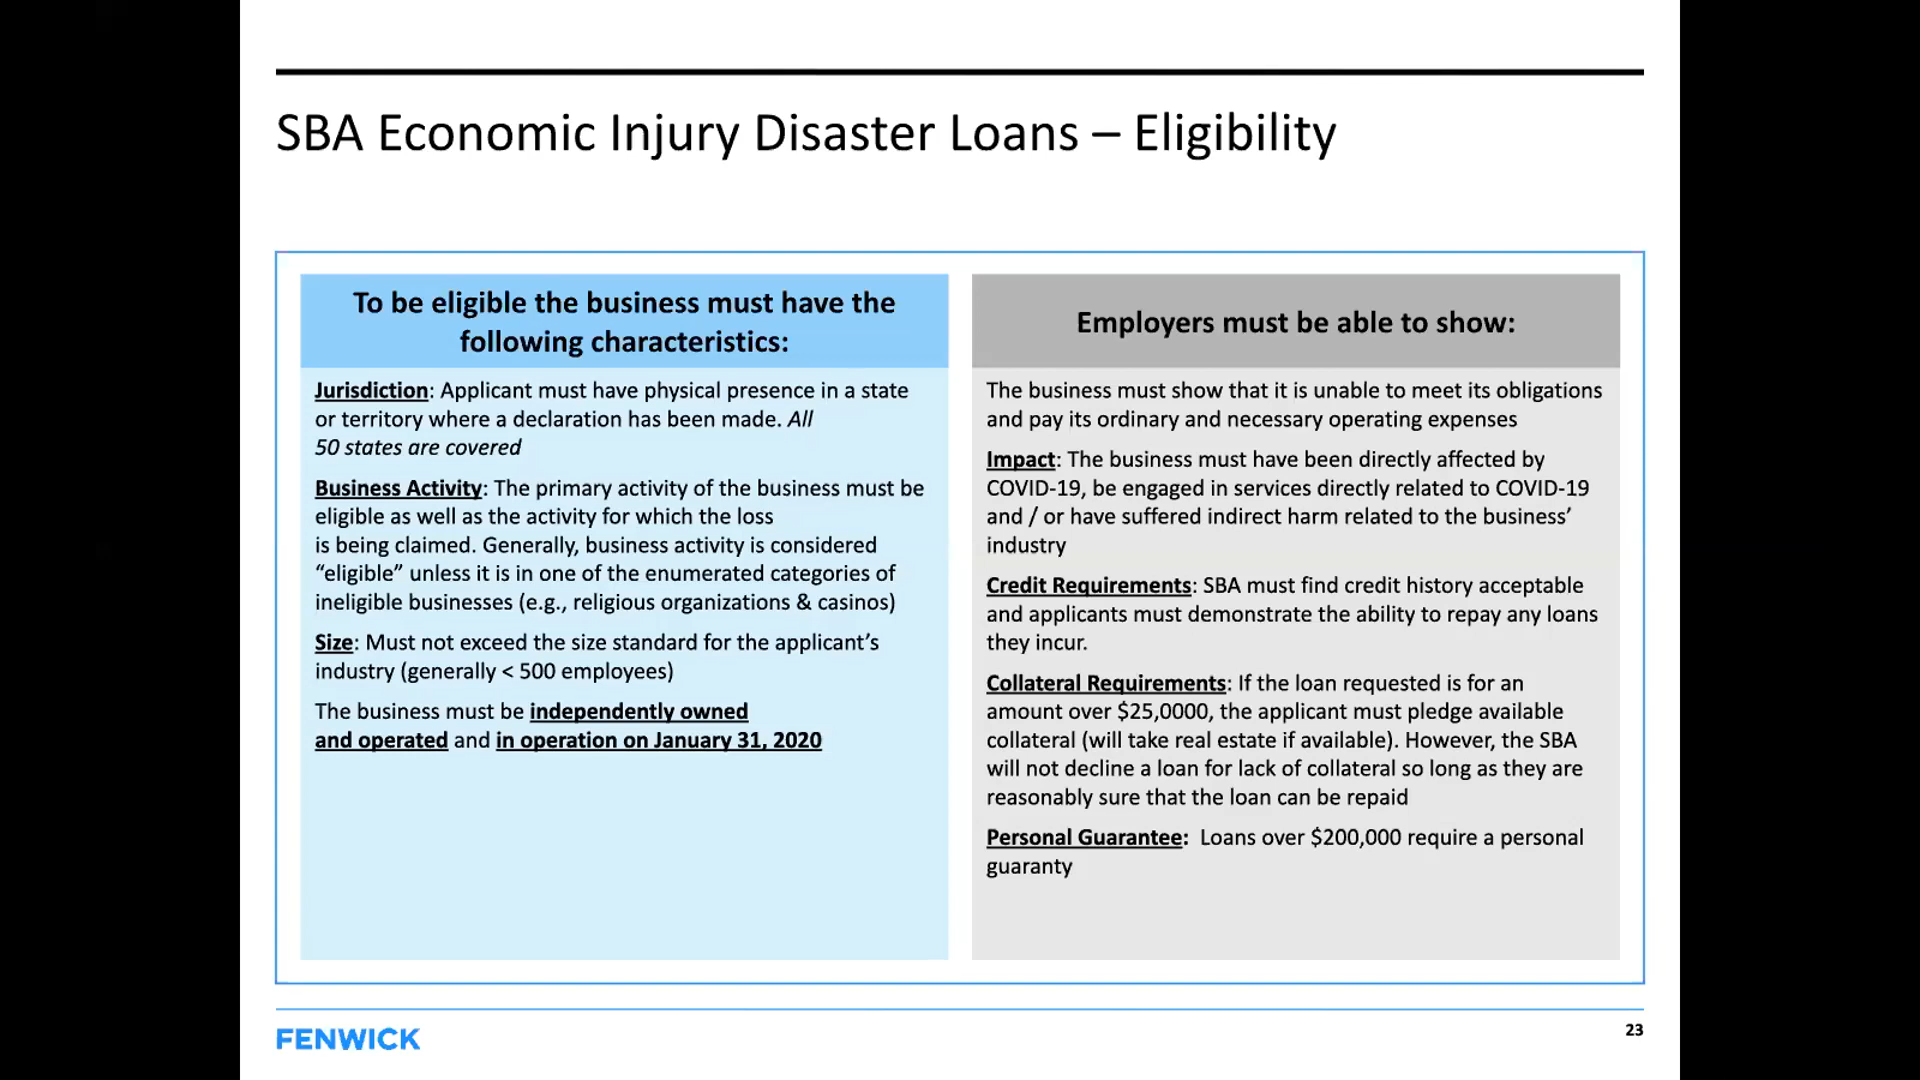 SBA Economic Injury Disaster Loans – Eligibility
To be eligible the business must have the
following characteristics:
Jurisdiction: Applicant must have physical presence in a state
or territory where a declaration has been made. All
50 states are covered
Business Activity: The primary activity of the business must be
eligible as well as the activity for which the loss
is being claimed. Generally, business activity is considered
“eligible” unless it is in one of the enumerated categories of
ineligible businesses (e.g., religious organizations & casinos)
Size: Must not exceed the size standard for the applicant’s
industry (generally < 500 employees)
The business must be independently owned
and operated and in operation on January 31, 2020
Employers must be able to show:
The business must show that it is unable to meet its obligations
and pay its ordinary and necessary operating expenses
Impact: The business must have been directly affected by
COVID-19, be engaged in services directly related to COVID-19
and / or have suffered indirect harm related to the business’
industry
Credit Requirements: SBA must find credit history acceptable
and applicants must demonstrate the ability to repay any loans
they incur.
Collateral Requirements: If the loan requested is for an
amount over $25,0000, the applicant must pledge available
collateral (will take real estate if available). However, the SBA
will not decline a loan for lack of collateral so long as they are
reasonably sure that the loan can be repaid
Personal Guarantee: Loans over $200,000 require a personal
guaranty
FENWICK
23